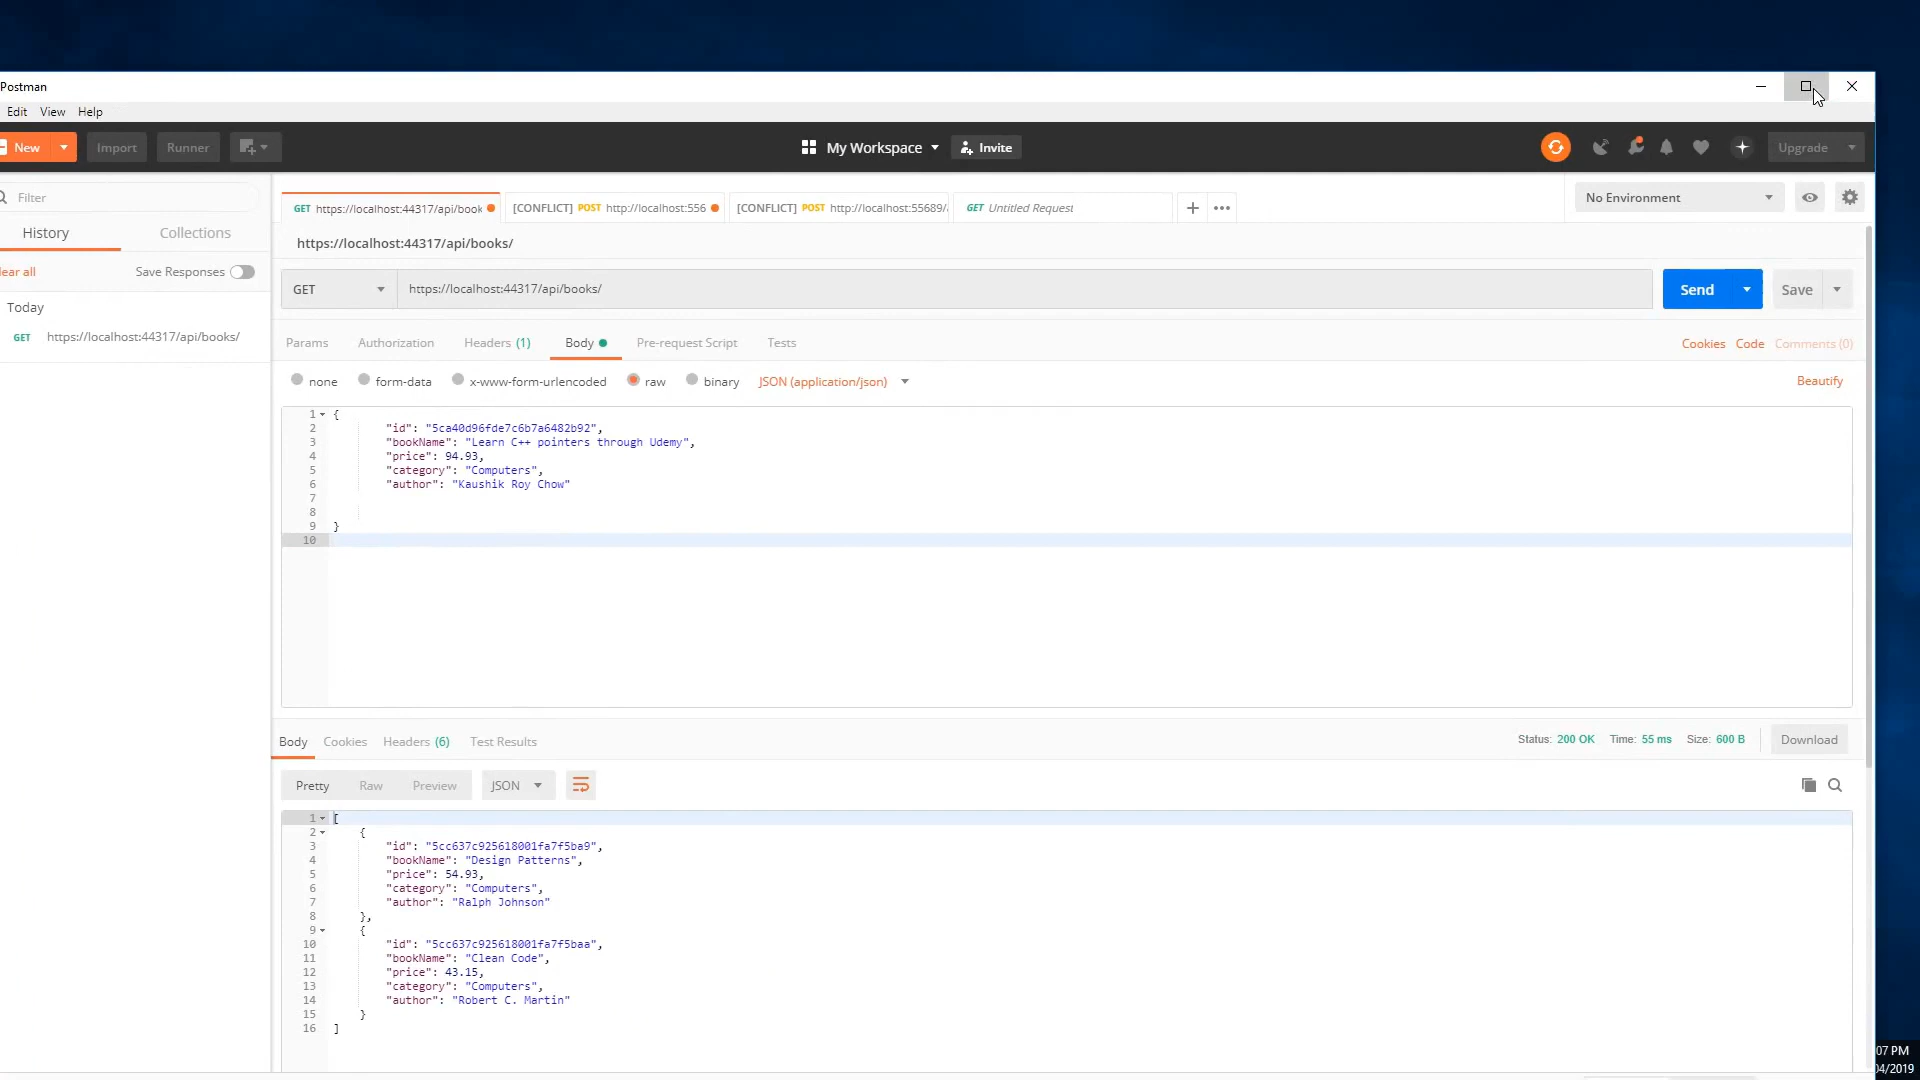 Postman
Edit View Help
New Import Runner My Workspace Invite Upgrade
Filter
History Collections
lear all Save Responses
Today
GET https://localhost:44317/api/books/
GET https://localhost:44317/api/book [CONFLICT] POST http://localhost:556 [CONFLICT] POST http://localhost:55689/ GET Untitled Request
No Environment
https://localhost:44317/api/books/
GET https://localhost:44317/api/books/ Send Save
Params Authorization Headers (1) Body Pre-request Script Tests Cookies Code Comments (0)
none form-data x-www-form-urlencoded raw binary JSON (application/json) Beautify
1 {
2 "id": "5ca40d96fde7c6b7a6482b92",
3 "bookName": "Learn C++ pointers through Udemy",
4 "price": 94.93,
5 "category": "Computers",
6 "author": "Kaushik Roy Chow"
7
8
9 }
10
Body Cookies Headers (6) Test Results Status: 200 OK Time: 55 ms Size: 600 B Download
Pretty Raw Preview JSON
1 [
2 {
3 "id": "5cc637c925618001fa7f5ba9",
4 "bookName": "Design Patterns",
5 "price": 54.93,
6 "category": "Computers",
7 "author": "Ralph Johnson"
8 },
9 {
10 "id": "5cc637c925618001fa7f5baa",
11 "bookName": "Clean Code",
12 "price": 43.15,
13 "category": "Computers",
14 "author": "Robert C. Martin"
15 }
16 ]
07 PM
04/2019